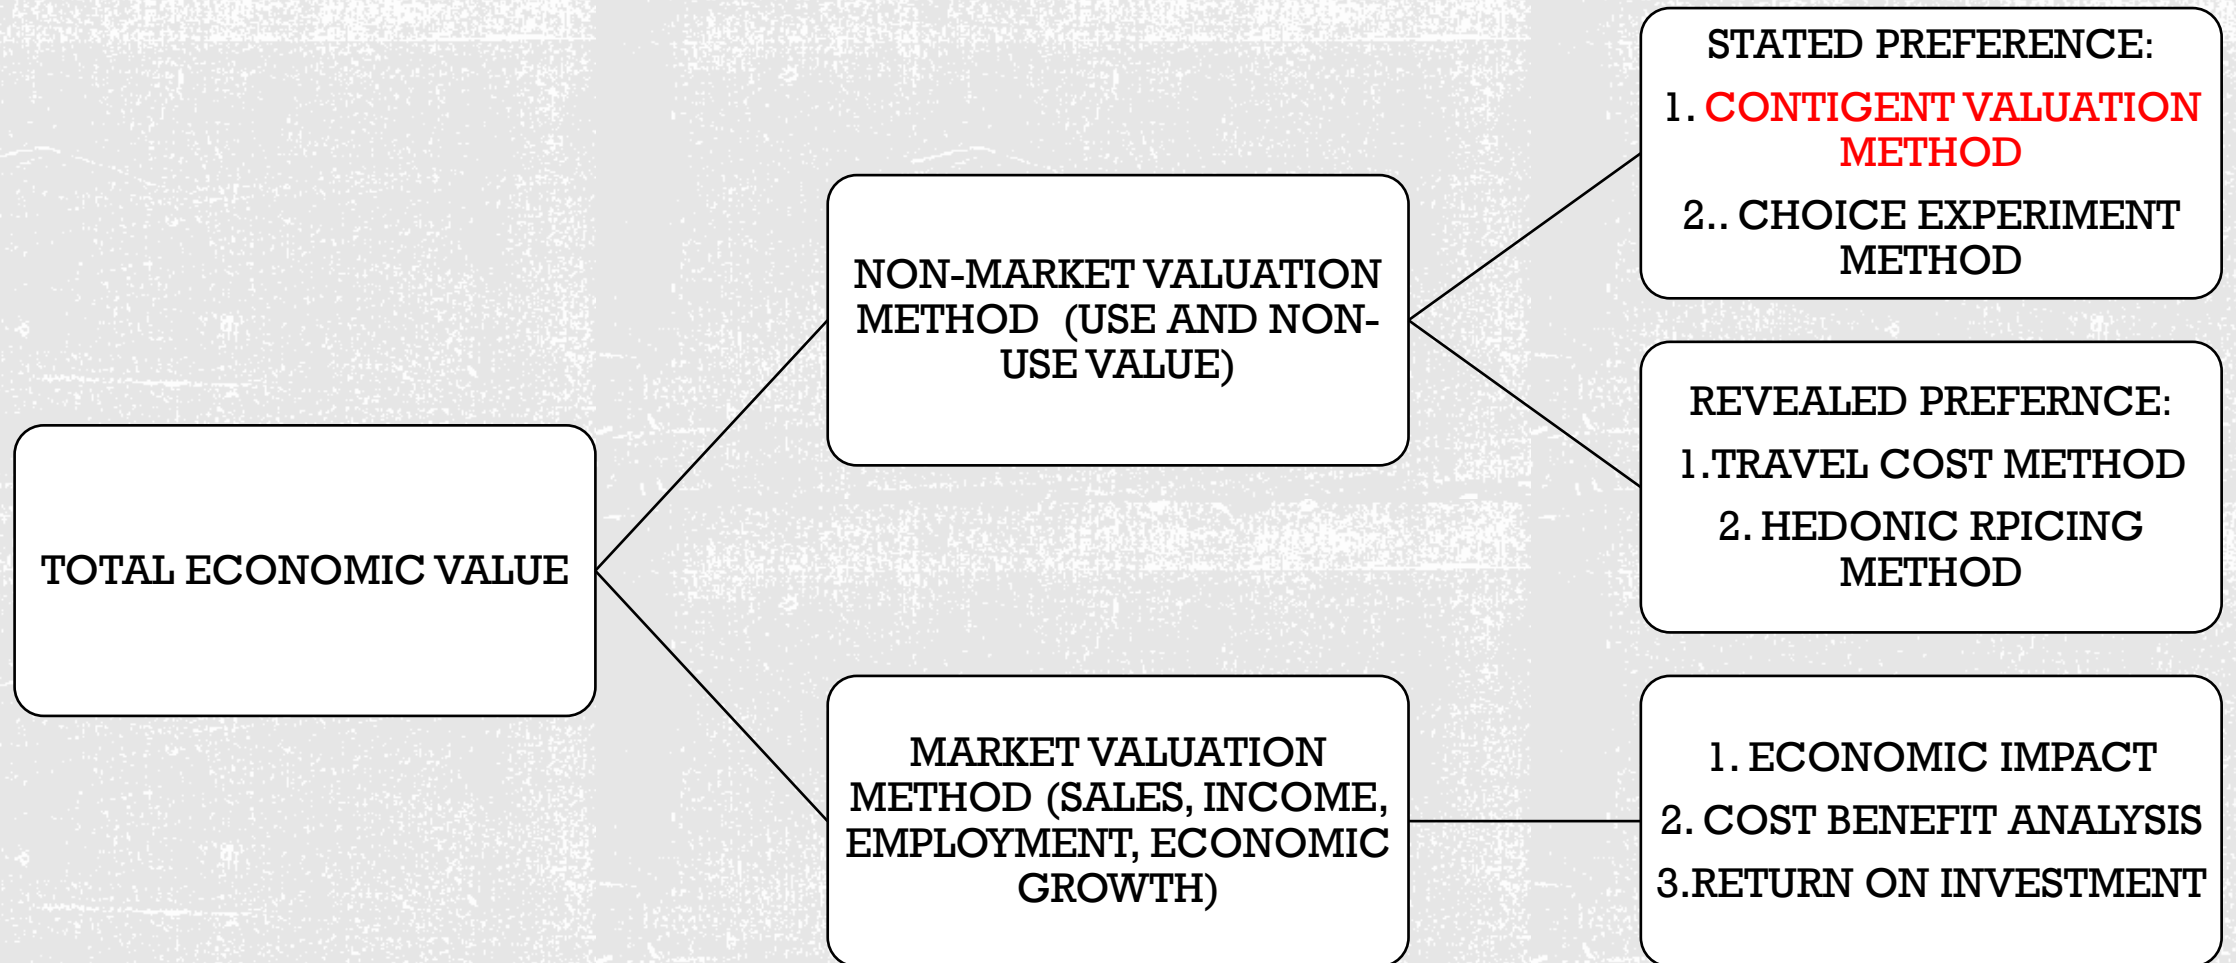 TOTAL ECONOMIC VALUE
NON-MARKET VALUATION
METHOD (USE AND NON-
USE VALUE)
STATED PREFERENCE:
1. CONTIGENT VALUATION
METHOD
2.. CHOICE EXPERIMENT
METHOD
REVEALED PREFERNCE:
1.TRAVEL COST METHOD
2. HEDONIC RPICING
METHOD
MARKET VALUATION
METHOD (SALES, INCOME,
EMPLOYMENT, ECONOMIC
GROWTH)
1. ECONOMIC IMPACT
2. COST BENEFIT ANALYSIS
3.RETURN ON INVESTMENT